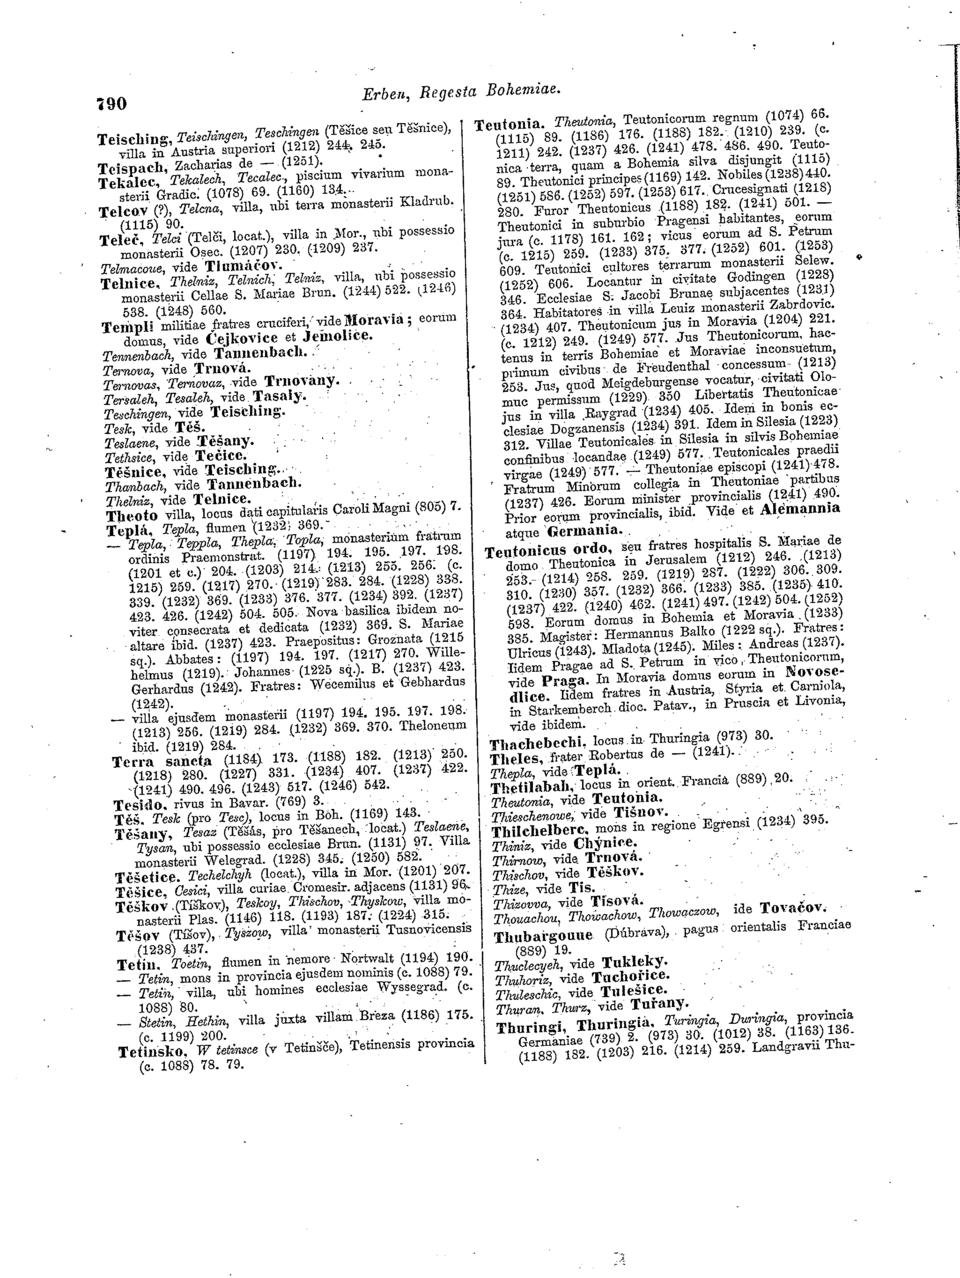 790
Erben, Regesta Bohemiae.
Teisching, Teischingen, Teschingen (Těšice seu Těšnice),
villa in Austria superiori (1212) 244. 245.
Teispach, Zacharias de — (1251).
Tekalec, Tekalech, Tecalec, piscium vivarium mona-
sterii Gradic. (1078) 69. (1160) 134.
Telcov (?), Telcna, villa, ubi terra monasterii Kladrub.
(1115) 90.
Teleč, Telci (Telči, locat.), villa in Mor., ubi possessio
monasterii Osec. (1207) 230. (1209) 237.
Telmacoue, vide Tlumáčov.
Telnice, Thelniz, Telnich, Telniz, villa, ubi possessio
monasterii Cellae S. Mariae Brun. (1244) 522. (1246)
538. (1248) 560.
Templi militiae fratres cruciferi, vide Moravia; eorum
domus, vide Čejkovice et Jemolice.
Tennenbach, vide Tannenbach.
Ternova, vide Trnová.
Ternovas, Ternovaz, vide Trnovany.
Tersaleh, Tesaleh, vide Tasaly.
Teschingen, vide Teisching.
Tesk, vide Těš.
Teslaene, vide Těšany.
Tethsice, vide Tečice.
Těšnice, vide Teisching.
Thanbach, vide Tannenbach.
Thelniz, vide Telnice.
Theoto villa, locus dati capitularis Caroli Magni (805) 7.
Teplá, Tepla, flumen (1232) 369.
— Tepla, Teppla, Thepla, Topla, monasterium fratrum
ordinis Praemonstrat. (1197) 194. 195. 197. 198.
(1201 et c.) 204. (1203) 214. (1213) 255. 256. (c.
1215) 259. (1217) 270. (1219) 283. 284. (1228) 338.
339. (1232) 369. (1233) 376. 377. (1234) 392. (1237)
423. 426. (1242) 504. 505. Nova basilica ibidem no-
viter consecrata et dedicata (1232) 369. S. Mariae
altare ibid. (1237) 423. Praepositus: Groznata (1215
sq.). Abbates: (1197) 194. 197. (1217) 270. Wille-
helmus (1219). Johannes (1225 sq.). B. (1237) 423.
Gerhardus (1242). Fratres: Wecemilus et Gebhardus
(1242).
— villa ejusdem monasterii (1197) 194. 195. 197. 198.
(1213) 256. (1219) 284. (1232) 369. 370. Theloneum
ibid. (1219) 284.
Terra sancta (1184) 173. (1188) 182. (1213) 250.
(1218) 280. (1227) 331. (1234) 407. (1237) 422.
(1241) 490. 496. (1243) 517. (1246) 542.
Tesido, rivus in Bavar. (769) 3.
Těš, Tesk (pro Tesc), locus in Boh. (1169) 143.
Těšany, Tesaz (Těšás, pro Těšanech, locat.) Teslaene,
Tysan, ubi possessio ecclesiae Brun. (1131) 97. Villa
monasterii Welegrad. (1228) 345. (1250) 582.
Těšetice, Techelchyh (locat.), villa in Mor. (1201) 207.
Těšice, Cesici, villa curiae Cromesir. adjacens (1131) 96.
Těškov (Tíškov), Teskoy, Thischov, Thyskow, villa mo-
nasterii Plas. (1146) 118. (1193) 187. (1224) 315.
Těšov (Tíšov), Tyszow, villa monasterii Tusnovicensis
(1238) 437.
Tetín, Toetin, flumen in nemore Nortwalt (1194) 190.
— Tetin, mons in provincia ejusdem nominis (c. 1088) 79.
— Tetin, villa, ubi homines ecclesiae Wyssegrad. (c.
1088) 80.
— Stetin, Hethin, villa juxta villam Breza (1186) 175.
(c. 1199) 200.
Tetínsko, W tetinsce (v Tetínšče), Tetinensis provincia
(c. 1088) 78. 79.
Teutonia, Theutonia, Teutonicorum regnum (1074) 66.
(1115) 89. (1186) 176. (1188) 182. (1210) 239. (c.
1211) 242. (1237) 426. (1241) 478. 486. 490. Teuto-
nica terra, quam a Bohemia silva disjungit (1115)
89. Theutonici principes (1169) 142. Nobiles (1238) 440.
(1251) 586. (1252) 597. (1253) 617. Crucesignati (1218)
280. Furor Theutonicus (1188) 182. (1241) 501. —
Theutonici in suburbio Pragensi habitantes, eorum
jura (c. 1178) 161. 162; vicus eorum ad S. Petrum
(c. 1215) 259. (1233) 375. 377. (1252) 601. (1253)
609. Teutonici cultores terrarum monasterii Selew.
(1252) 606. Locantur in civitate Godingen (1228)
346. Ecclesiae S. Jacobi Brunae subjacentes (1231)
364. Habitatores in villa Leuiz monasterii Zabrdovic.
(1234) 407. Theutonicum jus in Moravia (1204) 221.
(c. 1212) 249. (1249) 577. Jus Theutonicorum, hac-
tenus in terris Bohemiae et Moraviae inconsuetum,
primum civibus de Freudenthal concessum (1213)
253. Jus, quod Meigdeburgense vocatur, civitati Olo-
muc permissum (1229) 350 Libertatis Theutonicae
jus in villa Raygrad (1234) 405. Idem in bonis ec-
clesiae Dogzanensis (1234) 391. Idem in Silesia (1223)
312. Villae Teutonicales in Silesia in silvis Bohemiae
confinibus locandae (1249) 577. Teutonicales praedii
virgae (1249) 577. — Theutoniae episcopi (1241) 478.
Fratrum Minorum collegia in Theutoniae partibus
(1237) 426. Eorum minister provincialis (1241) 490.
Prior eorum provincialis, ibid. Vide et Alemannia
atque Germania.
Teutonicus ordo, seu fratres hospitalis S. Mariae de
domo Theutonica in Jerusalem (1212) 246. (1213)
253. (1214) 258. 259. (1219) 287. (1222) 306. 309.
310. (1230) 357. (1232) 366. (1233) 385. (1235) 410.
(1237) 422. (1240) 462. (1241) 497. (1242) 504. (1252)
598. Eorum domus in Bohemia et Moravia (1233)
385. Magister: Hermannus Balko (1222 sq.). Fratres:
Ulricus (1243). Mladota (1245). Miles: Andreas (1237).
Iidem Pragae ad S. Petrum in vico Theutonicorum,
vide Praga. In Moravia domus eorum in Novose-
dlice. Iidem fratres in Austria, Styria et Carniola,
in Starkemberch dioc. Patav., in Pruscia et Livonia,
vide ibidem.
Thachebechi, locus in Thuringia (973) 30.
Theles, frater Robertus de — (1241).
Thepla, vide Teplá.
Thetilabah, locus in orient. Francia (889) 20.
Theutonia, vide Teutonia.
Thieschenowe, vide Tišnov.
Thilchelberc, mons in regione Egrensi (1234) 395.
Thiniz, vide Chýnice.
Thirnow, vide Trnová.
Thischov, vide Těškov.
Thize, vide Tis.
Thizovva, vide Tísová.
Thouachou, Thowachow, Thowaczow, ide Tovačov.
Thubargouue (Dúbrava), pagus orientalis Franciae
(889) 19.
Thuclecyeh, vide Tukleky.
Thuhoriz, vide Tuchořice.
Thuleschic, vide Tulešice.
Thuran, Thurz, vide Tuřany.
Thuringi, Thuringia, Turingia, Duringia, provincia
Germaniae (739) 2. (973) 30. (1012) 38. (1163) 136.
(1188) 182. (1203) 216. (1214) 259. Landgravii Thu-